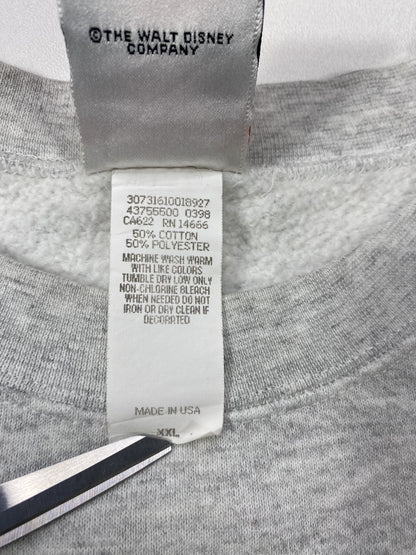 ©THE WALT DISNEY
COMPANY
30731610018927
43755500 0398
CA622 RN 14666
50% COTTON
50% POLYESTER
MACHINE WASH WARM
WITH LIKE COLORS
TUMBLE DRY LOW ONLY
NON-CHLORINE BLEACH
WHEN NEEDED DO NOT
IRON OR DRY CLEAN IF
DECORATED
MADE IN USA
XXL